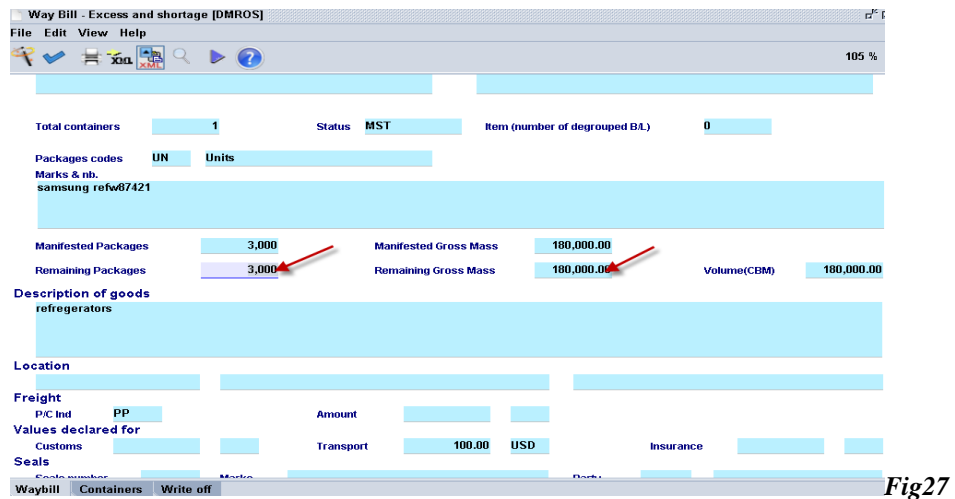 Way Bill - Excess and shortage [DMROS]
File Edit View Help
XML 105 %
Total containers 1 Status MST Item (number of degrouped B/L) 0
Packages codes UN Units
Marks & nb.
samsung refw87421
Manifested Packages 3,000 Manifested Gross Mass 180,000.00
Remaining Packages 3,000 Remaining Gross Mass 180,000.00 Volume(CBM) 180,000.00
Description of goods
refregerators
Location
Freight
P/C Ind PP Amount
Values declared for
Customs Transport 100.00 USD Insurance
Seals
Waybill Containers Write off
Fig27